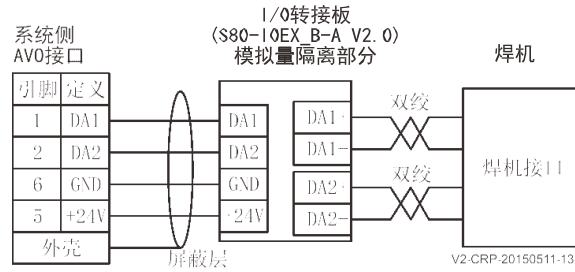 系统侧
AVO接口
I/O转接板
(S80-IOEX_B-A V2.0)
模拟量隔离部分
焊机
引脚 定义
1 DA1
2 DA2
6 GND
5 +24V
外壳
屏蔽层
DA1
DA2
GND
+24V
DA1+
DA1-
DA2+
DA2-
双绞
双绞
焊机接口
V2-CRP-20150511-13